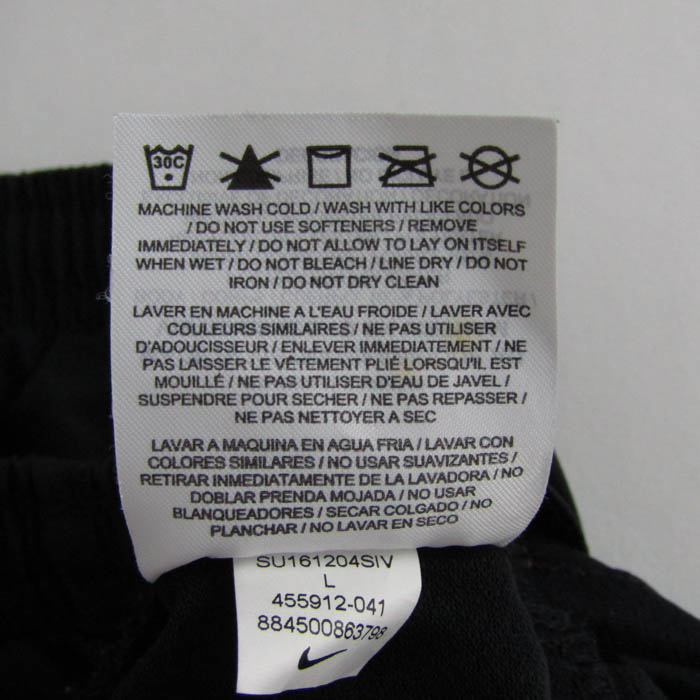 30C
MACHINE WASH COLD / WASH WITH LIKE COLORS
/ DO NOT USE SOFTENERS / REMOVE
IMMEDIATELY / DO NOT ALLOW TO LAY ON ITSELF
WHEN WET / DO NOT BLEACH / LINE DRY / DO NOT
IRON / DO NOT DRY CLEAN
LAVER EN MACHINE A L'EAU FROIDE / LAVER AVEC
COULEURS SIMILAIRES / NE PAS UTILISER
D'ADOUCISSEUR / ENLEVER IMMEDIATEMENT / NE
PAS LAISSER LE VÊTEMENT PLIÉ LORSQU'IL EST
MOUILLÉ / NE PAS UTILISER D'EAU DE JAVEL /
SUSPENDRE POUR SECHER / NE PAS REPASSER /
NE PAS NETTOYER A SEC
LAVAR A MAQUINA EN AGUA FRIA / LAVAR CON
COLORES SIMILARES / NO USAR SUAVIZANTES /
RETIRAR INMEDIATAMENTE DE LA LAVADORA / NO
DOBLAR PRENDA MOJADA / NO USAR
BLANQUEADORES / SECAR COLGADO / NO
PLANCHAR / NO LAVAR EN SECO
SU161204SIV
L
455912-041
884500863798